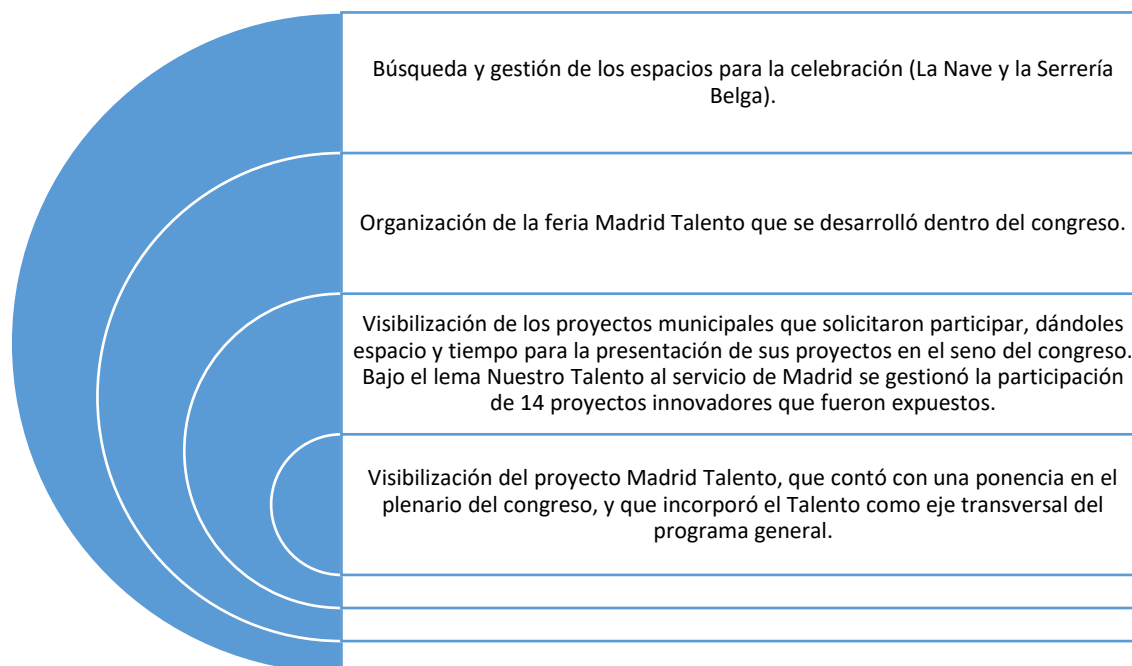 Búsqueda y gestión de los espacios para la celebración (La Nave y la Serrería
Belga).
Organización de la feria Madrid Talento que se desarrolló dentro del congreso.
Visibilización de los proyectos municipales que solicitaron participar, dándoles
espacio y tiempo para la presentación de sus proyectos en el seno del congreso.
Bajo el lema Nuestro Talento al servicio de Madrid se gestionó la participación
de 14 proyectos innovadores que fueron expuestos.
Visibilización del proyecto Madrid Talento, que contó con una ponencia en el
plenario del congreso, y que incorporó el Talento como eje transversal del
programa general.